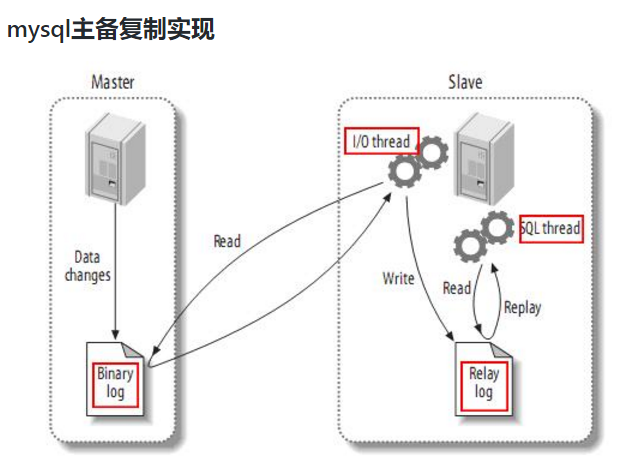 mysql主备复制实现
Master
Slave
I/O thread
SQL thread
Read
Data
changes
Write
Read
Replay
Binary
log
Relay
log